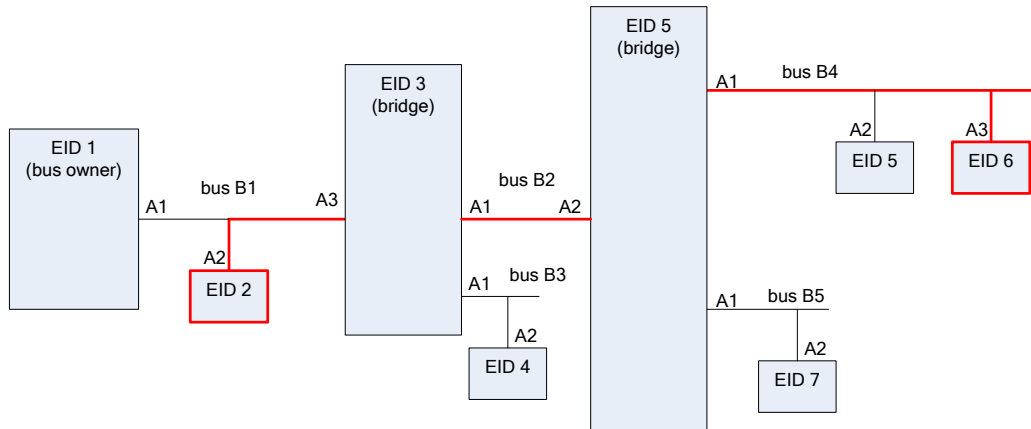 EID 1
(bus owner)
A1
bus B1
A3
A2
EID 2
EID 3
(bridge)
A1
bus B2
A2
A1
bus B3
A2
EID 4
EID 5
(bridge)
A1
bus B4
A2
EID 5
A3
EID 6
A1
bus B5
A2
EID 7